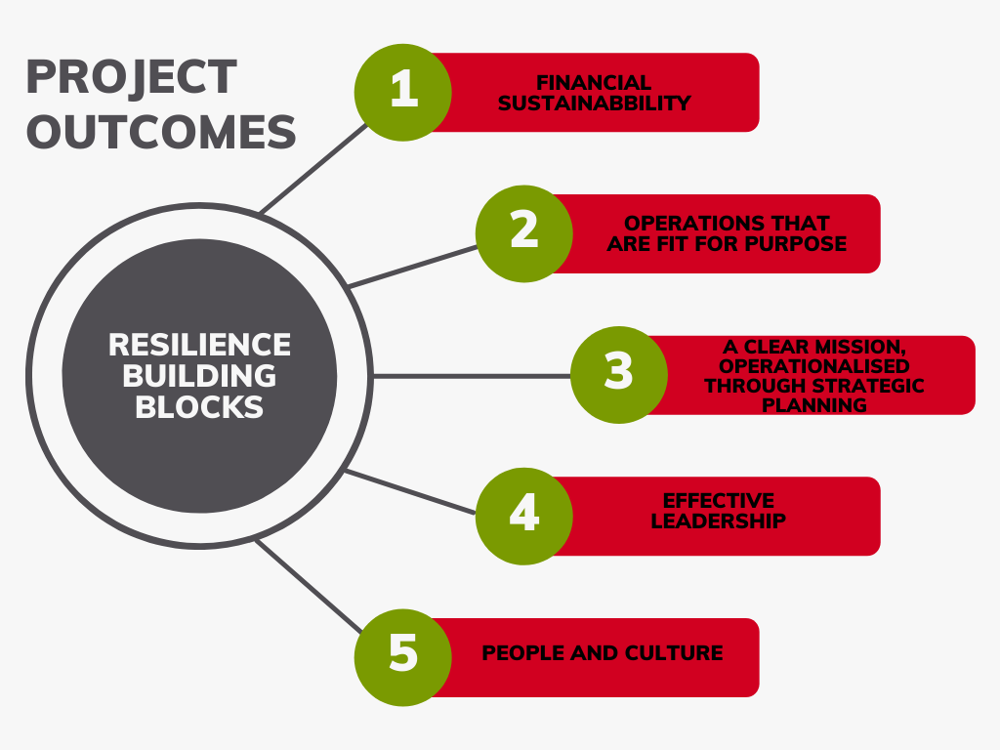 PROJECT
OUTCOMES
1
FINANCIAL
SUSTAINABBILITY
2
OPERATIONS THAT
ARE FIT FOR PURPOSE
RESILIENCE
BUILDING
BLOCKS
3
A CLEAR MISSION,
OPERATIONALISED
THROUGH STRATEGIC
PLANNING
4
EFFECTIVE
LEADERSHIP
5
PEOPLE AND CULTURE